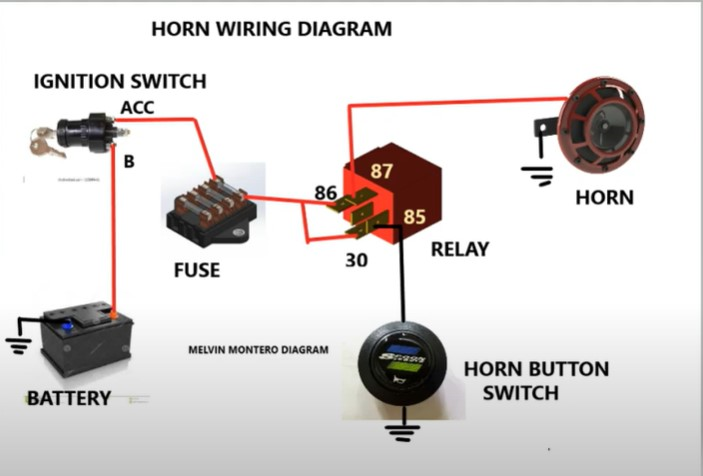 HORN WIRING DIAGRAM
IGNITION SWITCH
ACC
B
87
86
85
30
HORN
RELAY
FUSE
MELVIN MONTERO DIAGRAM
HORN BUTTON
SWITCH
BATTERY